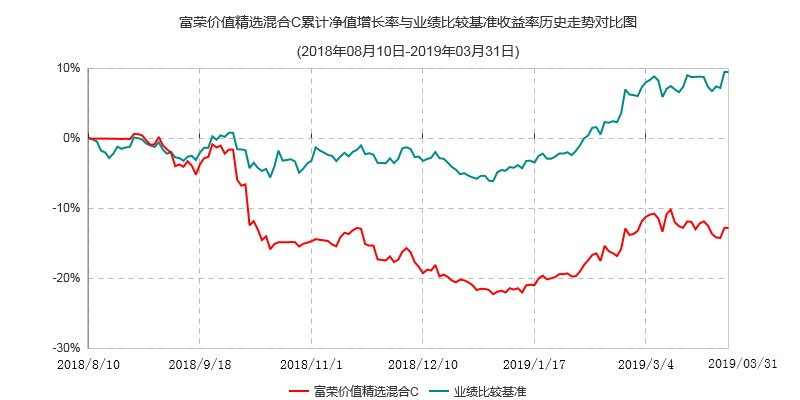 富荣价值精选混合C累计净值增长率与业绩比较基准收益率历史走势对比图
(2018年08月10日-2019年03月31日)
10%
0%
-10%
-20%
-30%
2018/8/10 2018/9/18 2018/11/1 2018/12/10 2019/1/17 2019/3/4 2019/03/31
富荣价值精选混合C 业绩比较基准